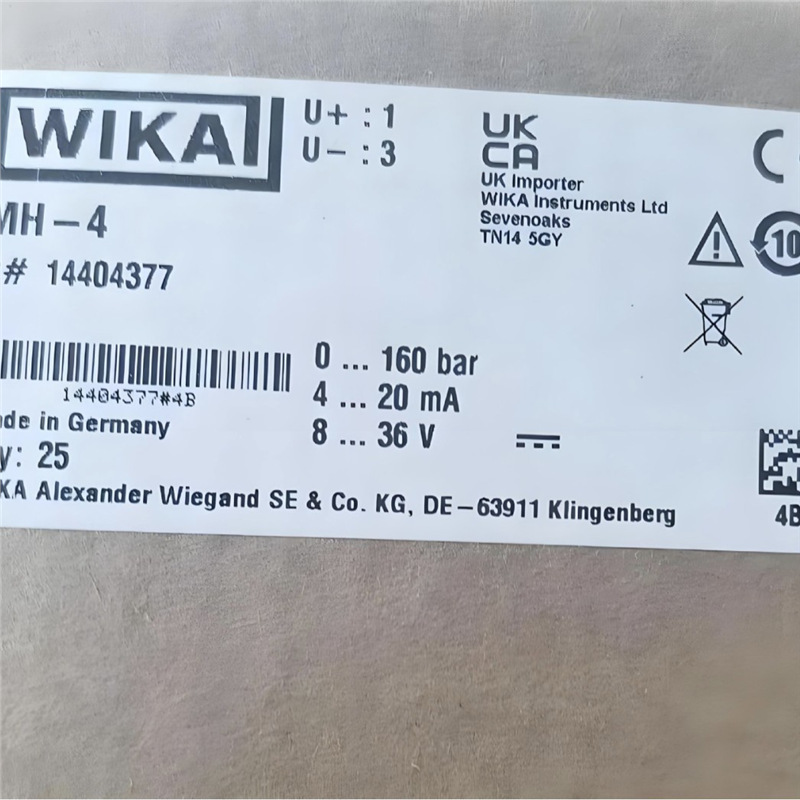 WIKA
U+ : 1
U- : 3
UK
CA
UK Importer
WIKA Instruments Ltd
Sevenoaks
TN14 5GY
MH-4
# 14404377
10
14404377#4B
0 ... 160 bar
4 ... 20 mA
8 ... 36 V
de in Germany
y: 25
KA Alexander Wiegand SE & Co. KG, DE-63911 Klingenberg
4B